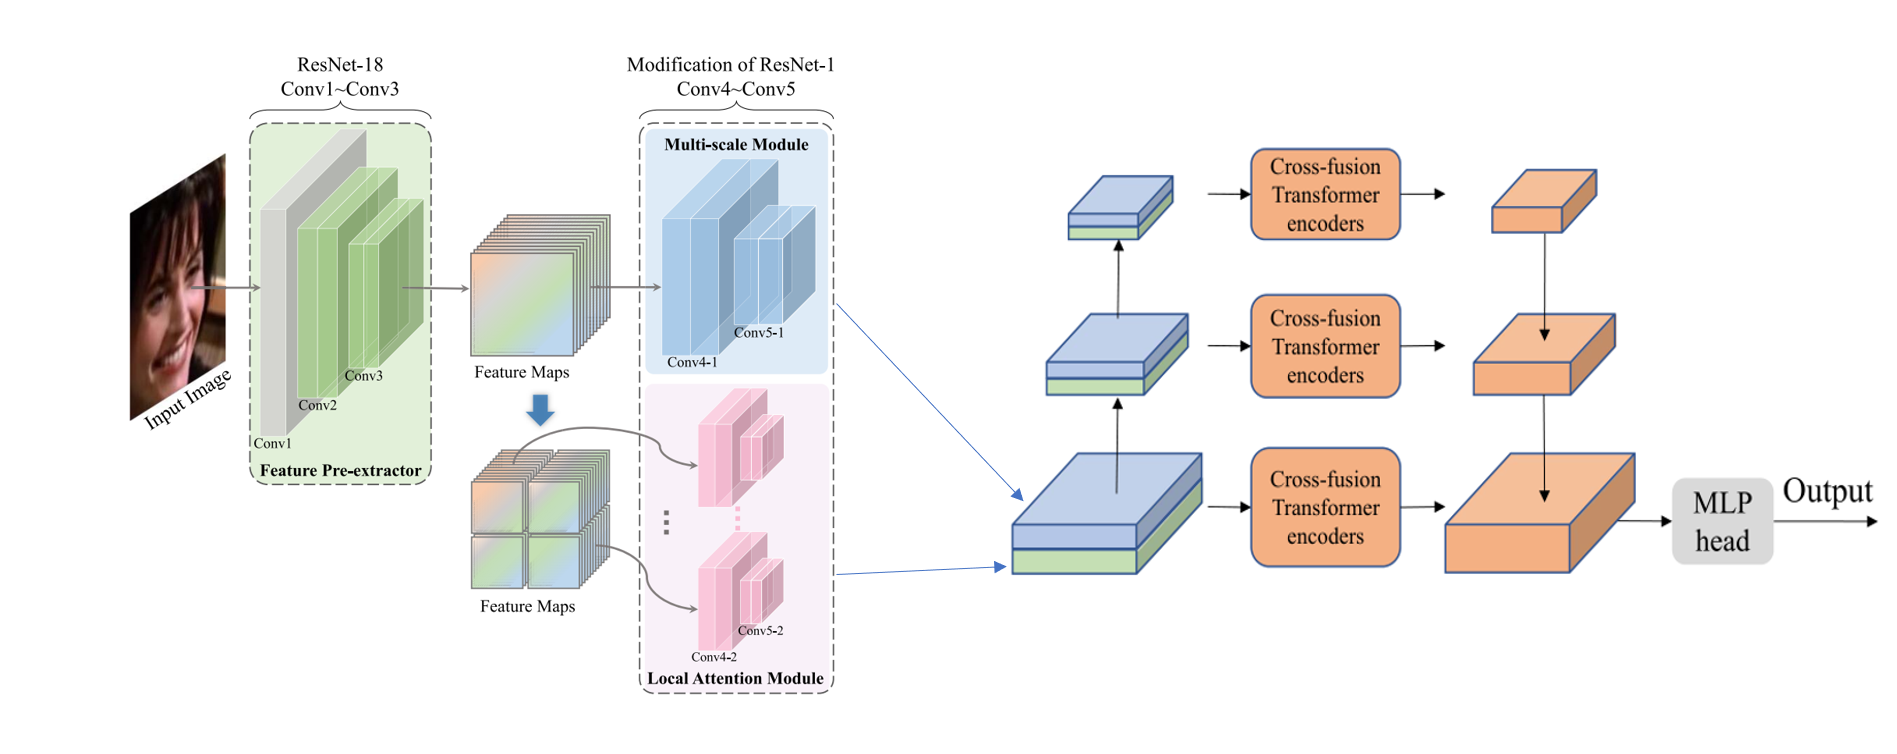 ResNet-18
Conv1~Conv3
Modification of ResNet-1
Conv4~Conv5
Input Image
Conv1
Conv2
Conv3
Feature Pre-extractor
Feature Maps
Feature Maps
Multi-scale Module
Conv4-1
Conv5-1
Conv4-2
Conv5-2
Local Attention Module
Cross-fusion
Transformer
encoders
Cross-fusion
Transformer
encoders
Cross-fusion
Transformer
encoders
MLP
head
Output